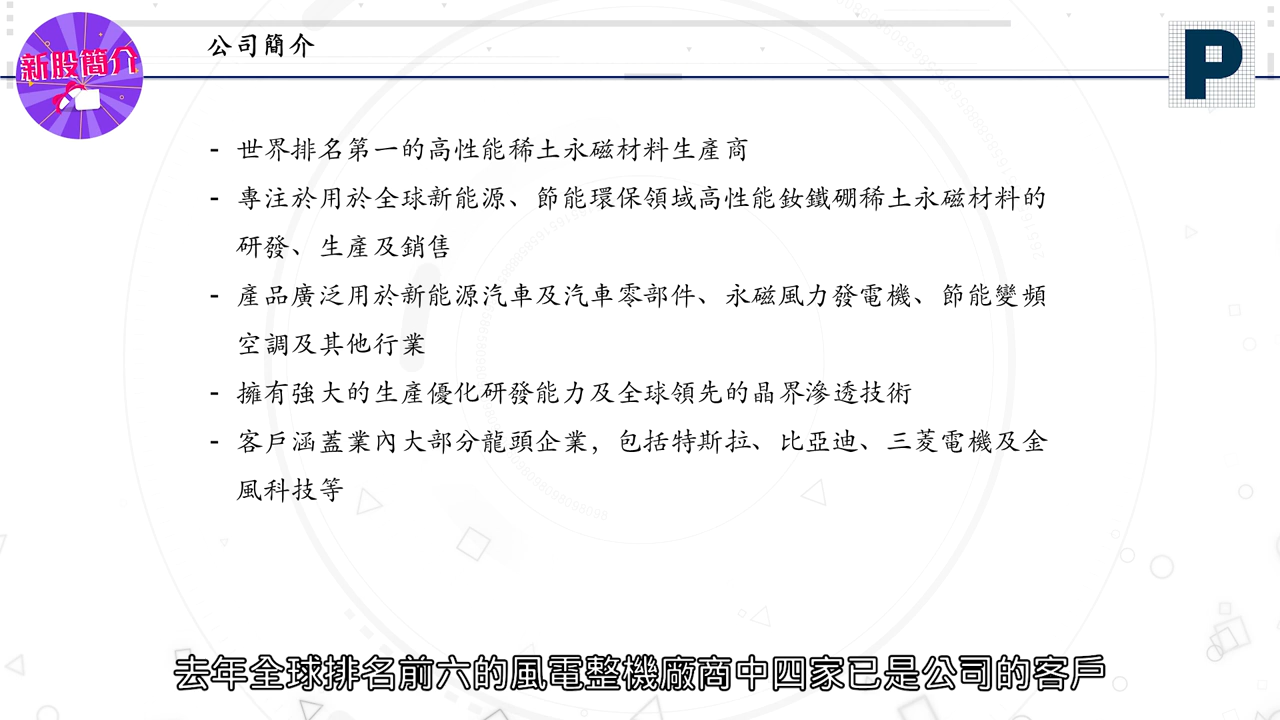 新股簡介
公司簡介
P
- 世界排名第一的高性能稀土永磁材料生產商
- 專注於用於全球新能源、節能環保領域高性能釹鐵硼稀土永磁材料的
研發、生產及銷售
- 產品廣泛用於新能源汽車及汽車零部件、永磁風力發電機、節能變頻
空調及其他行業
- 擁有強大的生產優化研發能力及全球領先的晶界滲透技術
- 客戶涵蓋業內大部分龍頭企業，包括特斯拉、比亞迪、三菱電機及金
風科技等
去年全球排名前六的風電整機廠商中四家已是公司的客戶